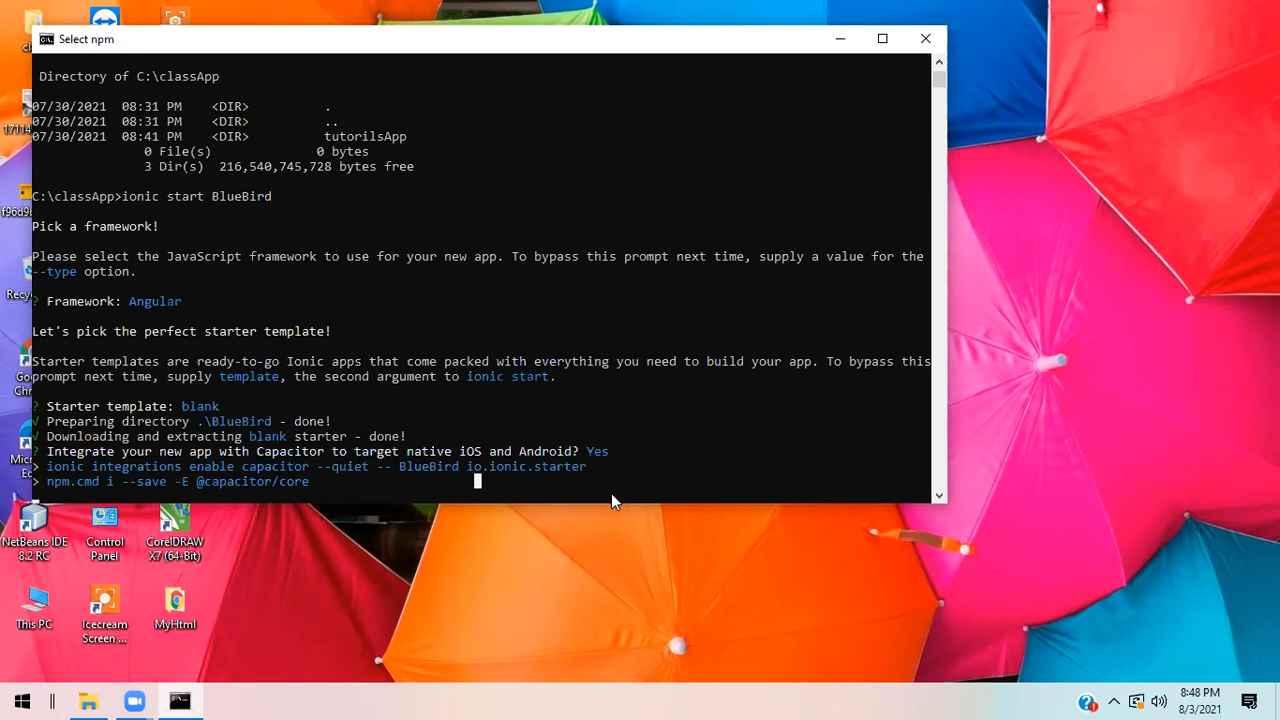 Select npm
Directory of C:\classApp
07/30/2021 08:31 PM <DIR> .
07/30/2021 08:31 PM <DIR> ..
07/30/2021 08:41 PM <DIR> tutorilsApp
0 File(s) 0 bytes
3 Dir(s) 216,540,745,728 bytes free
C:\classApp>ionic start BlueBird
Pick a framework!
Please select the JavaScript framework to use for your new app. To bypass this prompt next time, supply a value for the
--type option.
? Framework: Angular
Let's pick the perfect starter template!
Starter templates are ready-to-go Ionic apps that come packed with everything you need to build your app. To bypass this
prompt next time, supply template, the second argument to ionic start.
? Starter template: blank
√ Preparing directory .\BlueBird - done!
√ Downloading and extracting blank starter - done!
? Integrate your new app with Capacitor to target native iOS and Android? Yes
> ionic integrations enable capacitor --quiet -- BlueBird io.ionic.starter
> npm.cmd i --save -E @capacitor/core
NetBeans IDE
8.2 RC
Control
Panel
CorelDRAW
X7 (64-Bit)
This PC
Icecream
Screen ...
MyHtml
8:48 PM
8/3/2021